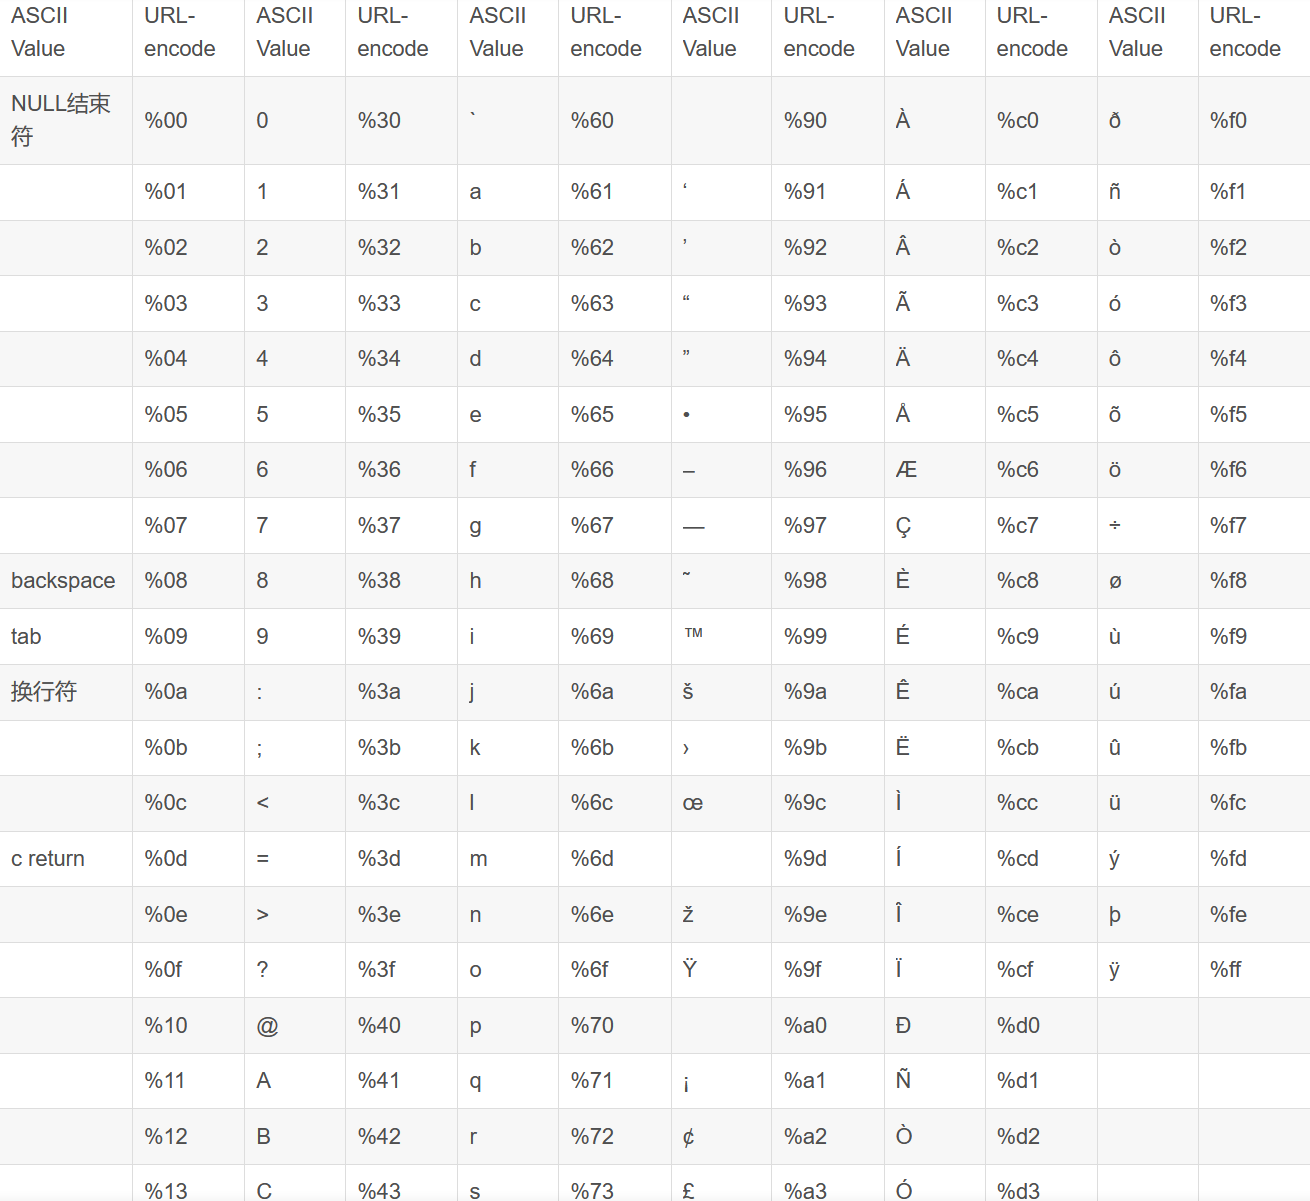 ASCII Value URL-encode ASCII Value URL-encode ASCII Value URL-encode ASCII Value URL-encode ASCII Value URL-encode ASCII Value URL-encode
NULL结束符 %00 0 %30 ` %60 %90 À %c0 ð %f0
%01 1 %31 a %61 ‘ %91 Á %c1 ñ %f1
%02 2 %32 b %62 ’ %92 Â %c2 ò %f2
%03 3 %33 c %63 “ %93 Ã %c3 ó %f3
%04 4 %34 d %64 ” %94 Ä %c4 ô %f4
%05 5 %35 e %65 • %95 Å %c5 õ %f5
%06 6 %36 f %66 – %96 Æ %c6 ö %f6
%07 7 %37 g %67 — %97 Ç %c7 ÷ %f7
backspace %08 8 %38 h %68 ˜ %98 È %c8 ø %f8
tab %09 9 %39 i %69 ™ %99 É %c9 ù %f9
换行符 %0a : %3a j %6a š %9a Ê %ca ú %fa
%0b ; %3b k %6b › %9b Ë %cb û %fb
%0c < %3c l %6c œ %9c Ì %cc ü %fc
c return %0d = %3d m %6d %9d Í %cd ý %fd
%0e > %3e n %6e ž %9e Î %ce þ %fe
%0f ? %3f o %6f Ÿ %9f Ï %cf ÿ %ff
%10 @ %40 p %70 %a0 Ð %d0
%11 A %41 q %71 ¡ %a1 Ñ %d1
%12 B %42 r %72 ¢ %a2 Ò %d2
%13 C %43 s %73 £ %a3 Ó %d3